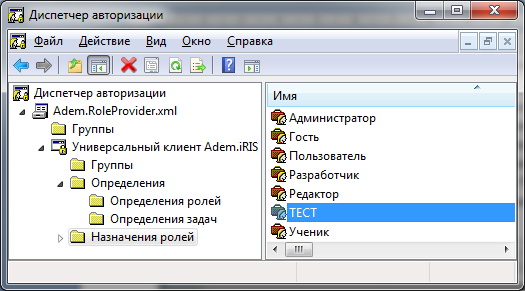 Диспетчер авторизации
Файл Действие Вид Окно Справка
Диспетчер авторизации
Adem.RoleProvider.xml
Группы
Универсальный клиент Adem.iRIS
Группы
Определения
Определения ролей
Определения задач
Назначения ролей
Имя
Администратор
Гость
Пользователь
Разработчик
Редактор
ТЕСТ
Ученик